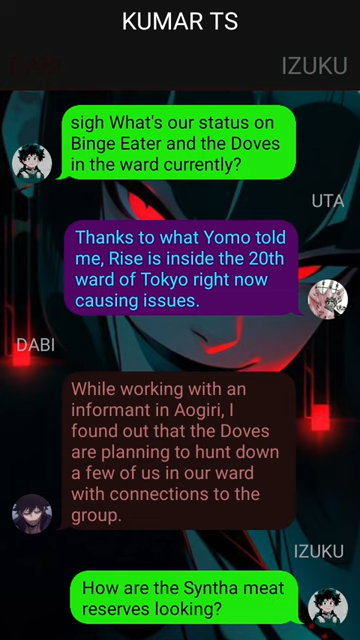 KUMAR TS
DABI
IZUKU
sigh What's our status on
Binge Eater and the Doves
in the ward currently?
UTA
Thanks to what Yomo told
me, Rise is inside the 20th
ward of Tokyo right now
causing issues.
DABI
While working with an
informant in Aogiri, I
found out that the Doves
are planning to hunt down
a few of us in our ward
with connections to the
group.
IZUKU
How are the Syntha meat
reserves looking?